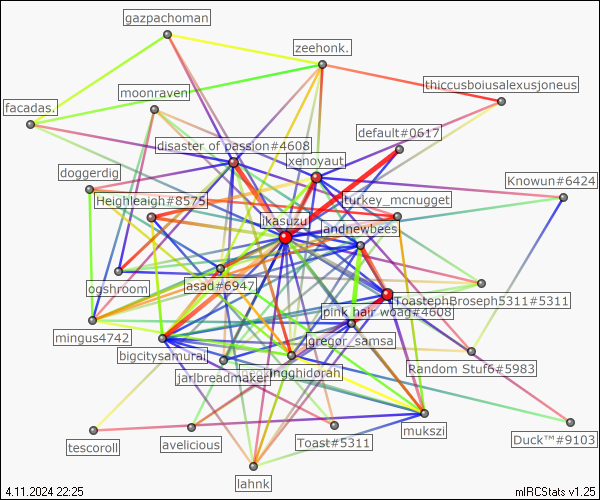 gazpachoman
zeehonk.
thiccusboiusalexusjoneus
moonraven
facadas.
default#0617
disaster of passion#4608
xenoyaut
doggerdig
Knowun#6424
Heighleaigh#8575
turkey_mcnugget
ikasuzu
andnewbees
asad#6947
ogshroom
ToastephBroseph5311#5311
pink hair woag#4608
mingus4742
gregor_samsa
bigcitysamurai
Random Stuf6#5983
jarlbreadmaker
kingghidorah
mukszi
Duck™#9103
tescoroll
avelicious
Toast#5311
lahnk
4.11.2024 22:25
mIRCStats v1.25